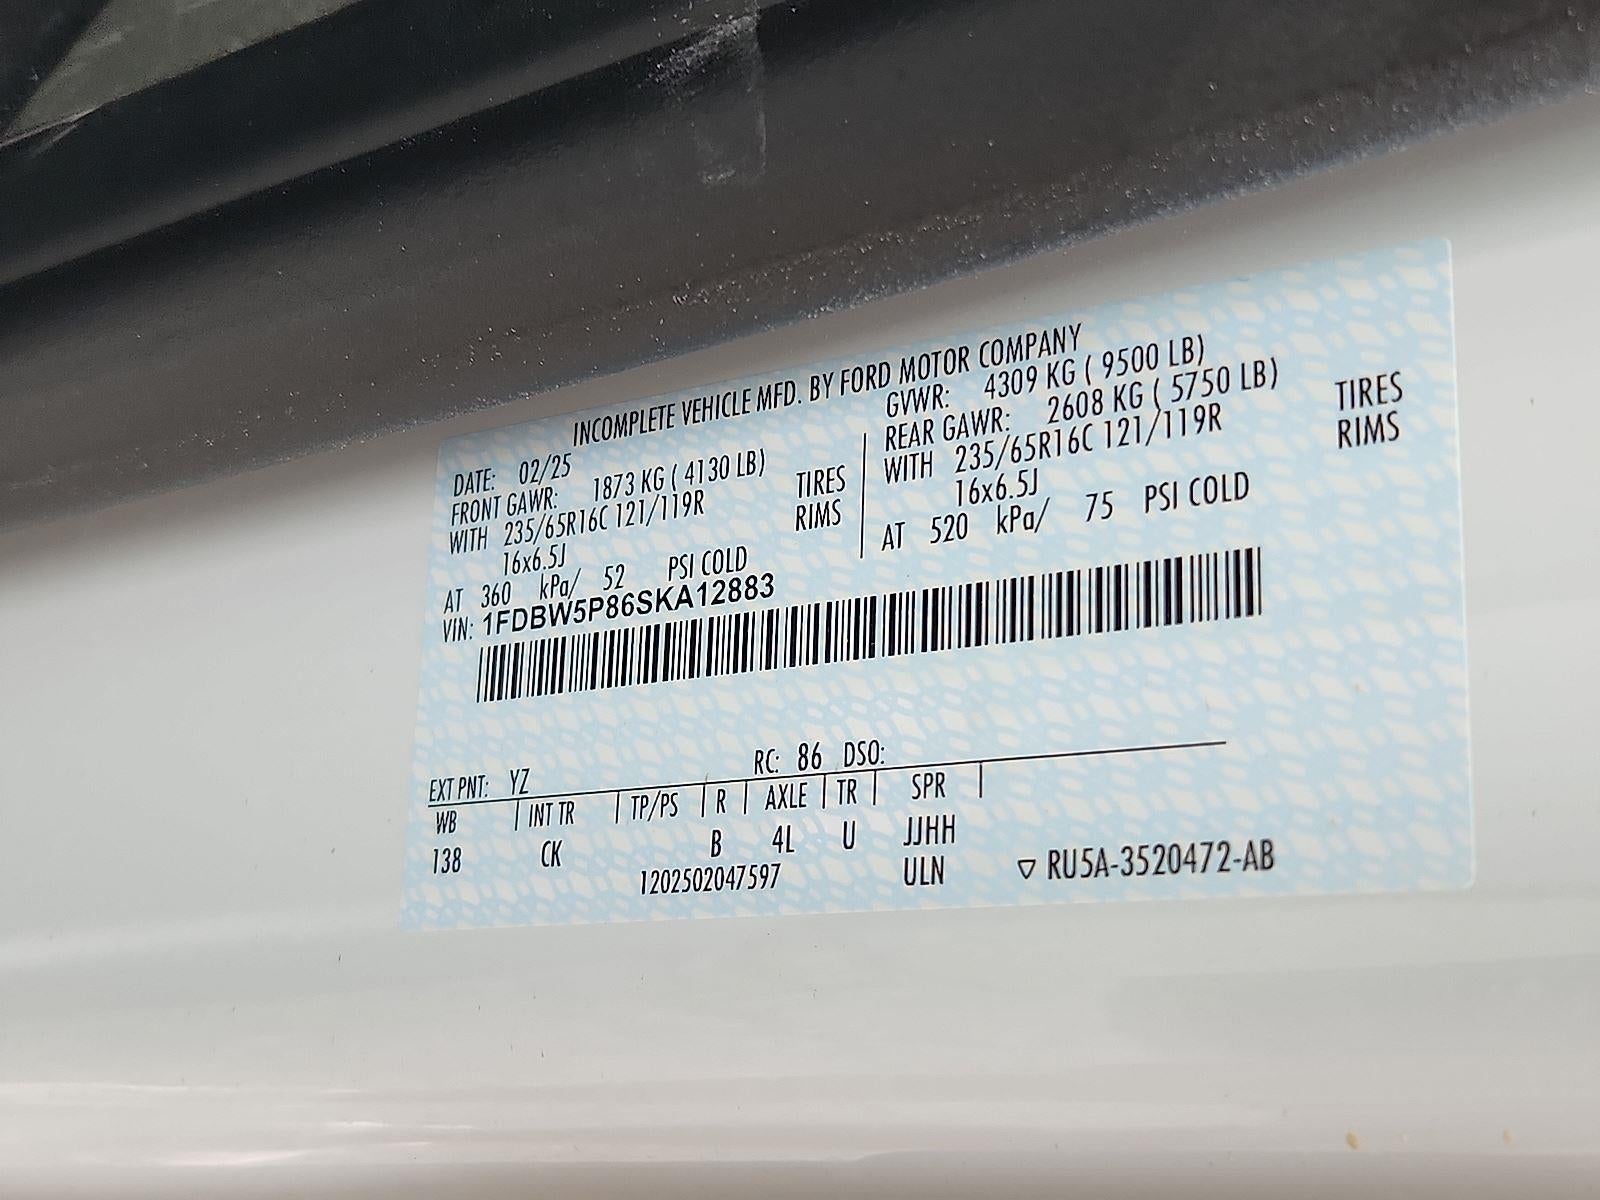 INCOMPLETE VEHICLE MFD. BY FORD MOTOR COMPANY
DATE: 02/25
FRONT GAWR: 1873 KG ( 4130 LB)
WITH 235/65R16C 121/119R TIRES
16x6.5J RIMS
AT 360 kPa/ 52 PSI COLD
GVWR: 4309 KG ( 9500 LB)
REAR GAWR: 2608 KG ( 5750 LB)
WITH 235/65R16C 121/119R TIRES
16x6.5J RIMS
AT 520 kPa/ 75 PSI COLD
VIN: 1FDBW5P86SKA12883
EXT PNT: YZ RC: 86 DSO:
WB INT TR TP/PS R AXLE TR SPR
138 CK B 4L U JJHH
1202502047597 ULN ▽ RU5A-3520472-AB